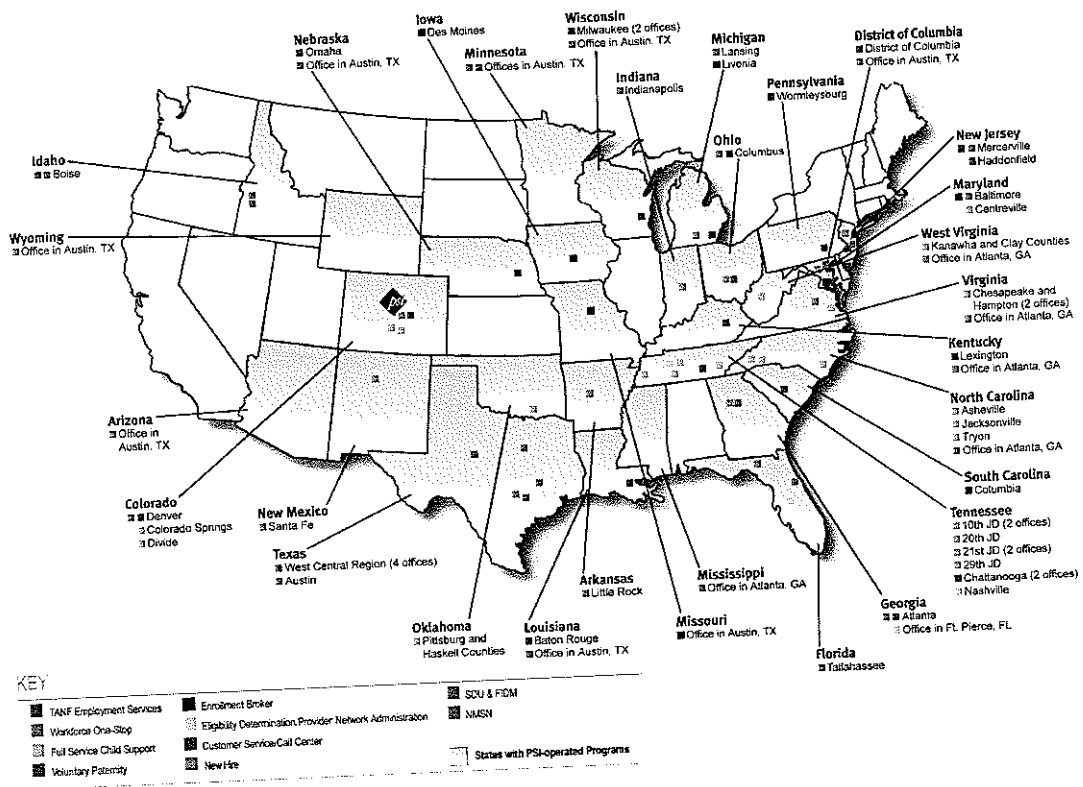 Iowa
Des Moines
Wisconsin
Milwaukee (2 offices)
Office in Austin, TX
Nebraska
Omaha
Office in Austin, TX
Minnesota
Offices in Austin, TX
Michigan
Lansing
Livonia
District of Columbia
District of Columbia
Office in Austin, TX
Indiana
Indianapolis
Pennsylvania
Wormleysburg
Ohio
Columbus
New Jersey
Mercerville
Haddonfield
Idaho
Boise
Maryland
Baltimore
Centreville
Wyoming
Office in Austin, TX
West Virginia
Kanawha and Clay Counties
Office in Atlanta, GA
Virginia
Chesapeake and
Hampton (2 offices)
Office in Atlanta, GA
psi
Kentucky
Lexington
Office in Atlanta, GA
North Carolina
Asheville
Jacksonville
Tryon
Office in Atlanta, GA
Arizona
Office in
Austin, TX
South Carolina
Columbia
Colorado
Denver
Colorado Springs
Divide
New Mexico
Santa Fe
Texas
West Central Region (4 offices)
Austin
Tennessee
10th JD (2 offices)
20th JD
21st JD (2 offices)
29th JD
Chattanooga (2 offices)
Nashville
Arkansas
Little Rock
Mississippi
Office in Atlanta, GA
Georgia
Atlanta
Office in Ft. Pierce, FL
Oklahoma
Pittsburg and
Haskell Counties
Louisiana
Baton Rouge
Office in Austin, TX
Missouri
Office in Austin, TX
Florida
Tallahassee
KEY
TANF Employment Services
Workforce One-Stop
Full Service Child Support
Voluntary Paternity
Enrollment Broker
Eligibility Determination/Provider Network Administration
Customer Service/Call Center
New Hire
SDU & FIDM
NMSN
States with PSI-operated Programs